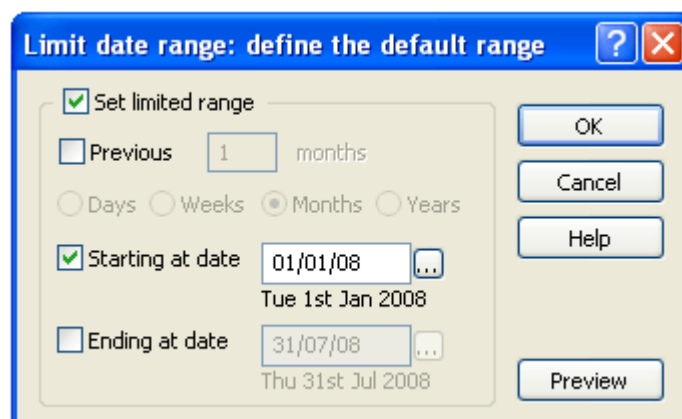 Limit date range: define the default range ?
Set limited range
Previous 1 months
Days Weeks Months Years
Starting at date 01/01/08 ...
Tue 1st Jan 2008
Ending at date 31/07/08 ...
Thu 31st Jul 2008
OK
Cancel
Help
Preview